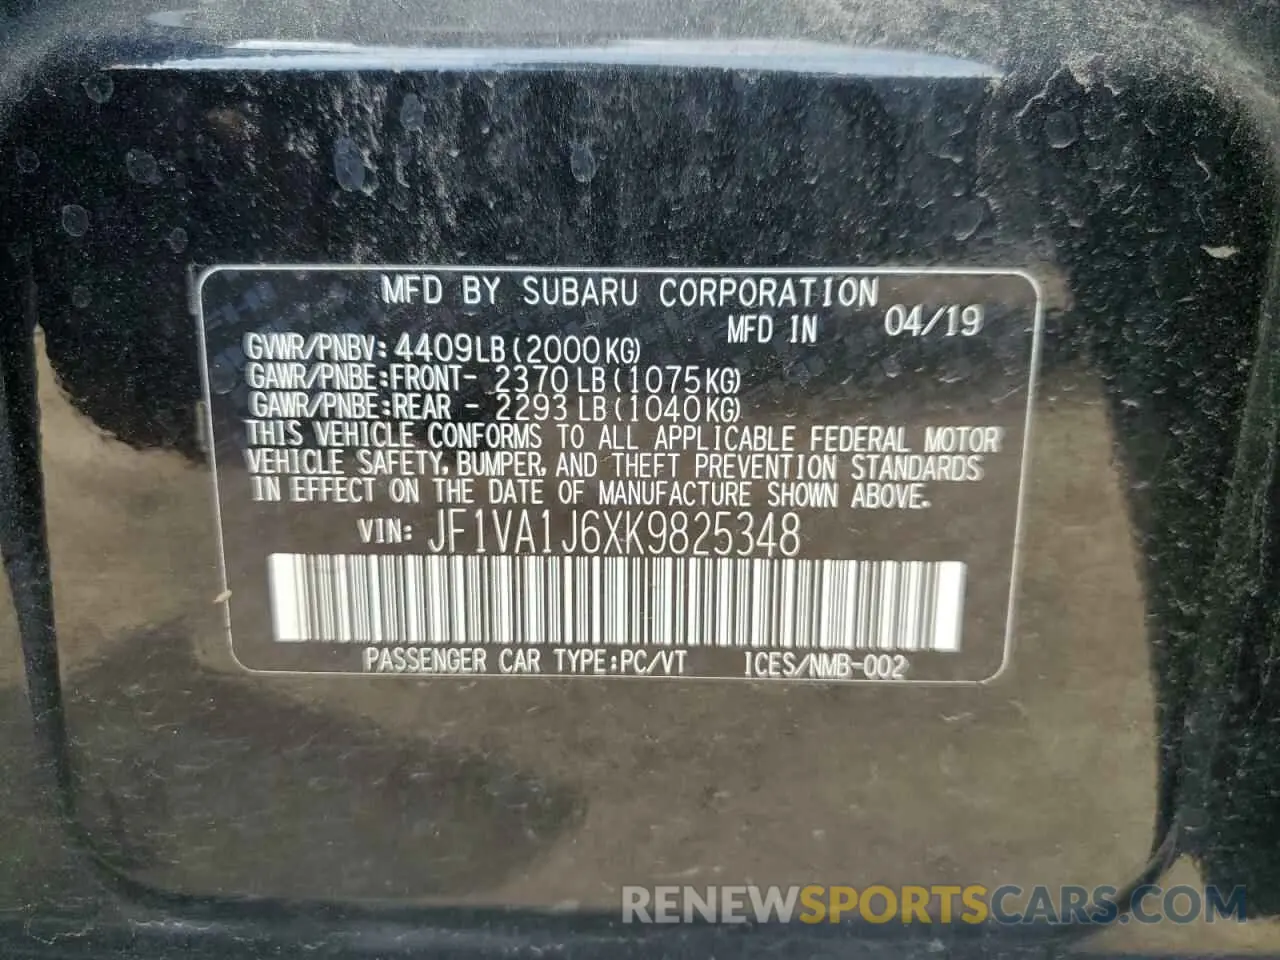 MFD BY SUBARU CORPORATION
MFD IN 04/19
GVWR/PNBV: 4409LB (2000KG)
GAWR/PNBE:FRONT- 2370 LB (1075KG)
GAWR/PNBE:REAR - 2293 LB (1040KG)
THIS VEHICLE CONFORMS TO ALL APPLICABLE FEDERAL MOTOR
VEHICLE SAFETY, BUMPER, AND THEFT PREVENTION STANDARDS
IN EFFECT ON THE DATE OF MANUFACTURE SHOWN ABOVE.
VIN: JF1VA1J6XK9825348
PASSENGER CAR TYPE:PC/VT ICES/NMB-002
RENEWSPORTSCARS.COM